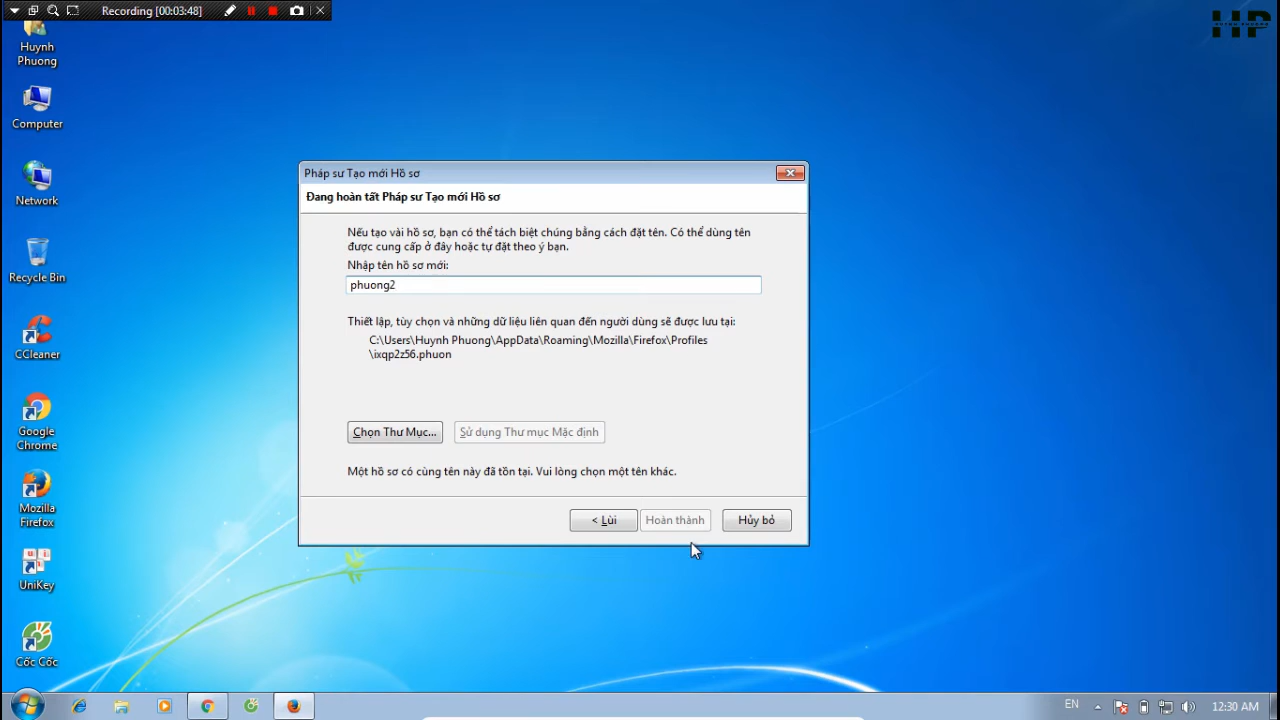 Recording [00:03:48]
HP
Huynh
Phuong
Computer
Network
Recycle Bin
CCleaner
Google
Chrome
Mozilla
Firefox
UniKey
Cốc Cốc
Pháp sư Tạo mới Hồ sơ
Đang hoàn tất Pháp sư Tạo mới Hồ sơ
Nếu tạo vài hồ sơ, bạn có thể tách biệt chúng bằng cách đặt tên. Có thể dùng tên
được cung cấp ở đây hoặc tự đặt theo ý bạn.
Nhập tên hồ sơ mới:
phuong2
Thiết lập, tùy chọn và những dữ liệu liên quan đến người dùng sẽ được lưu tại:
C:\Users\Huynh Phuong\AppData\Roaming\Mozilla\Firefox\Profiles
\ixqp2z56.phuon
Chọn Thư Mục...
Sử dụng Thư mục Mặc định
Một hồ sơ có cùng tên này đã tồn tại. Vui lòng chọn một tên khác.
< Lùi
Hoàn thành
Hủy bỏ
EN
12:30 AM